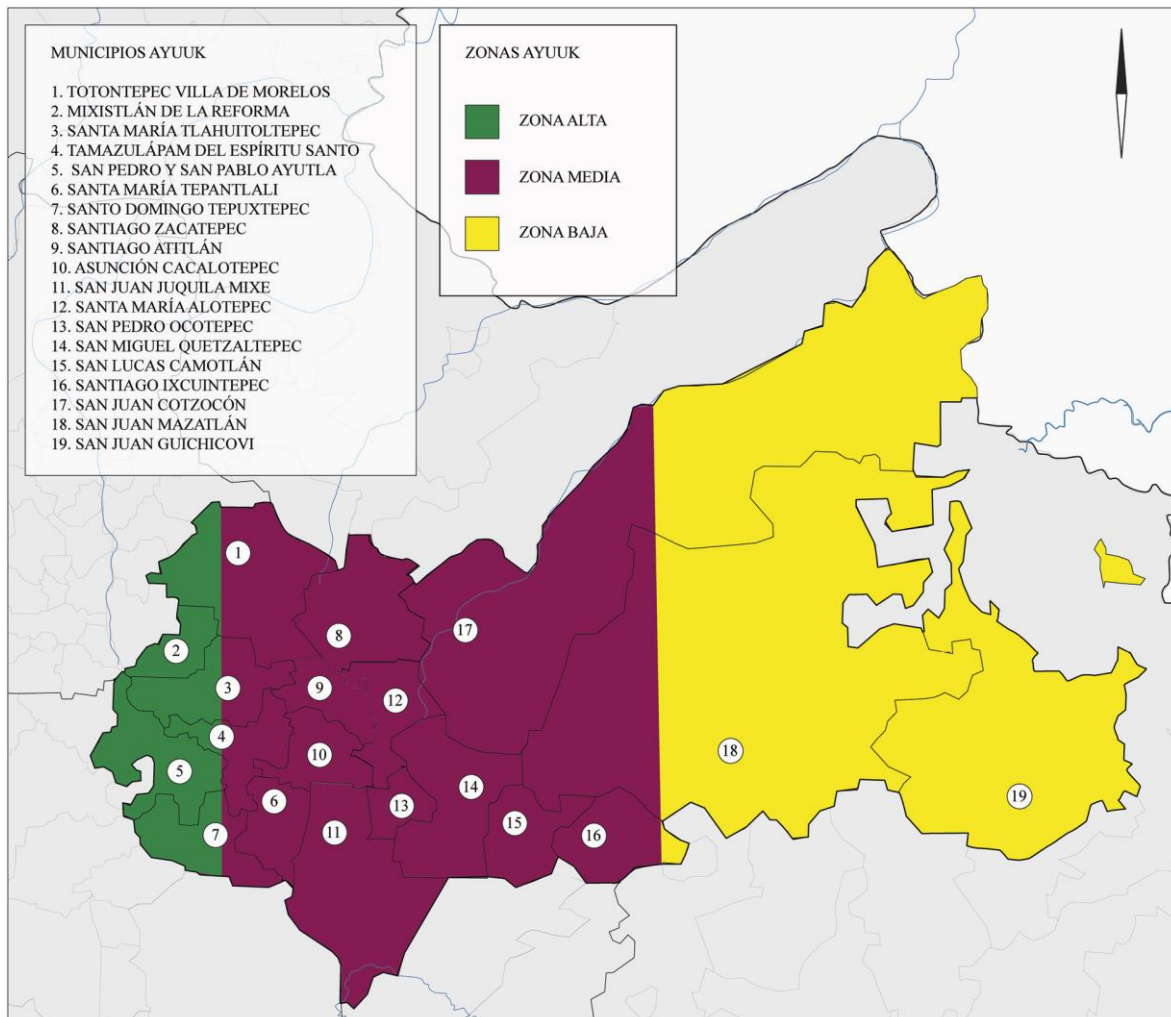 MUNICIPIOS AYUUK
1. TOTONTEPEC VILLA DE MORELOS
2. MIXISTLÁN DE LA REFORMA
3. SANTA MARÍA TLAHUITOLTEPEC
4. TAMAZULÁPAM DEL ESPÍRITU SANTO
5. SAN PEDRO Y SAN PABLO AYUTLA
6. SANTA MARÍA TEPANTLALI
7. SANTO DOMINGO TEPUXTEPEC
8. SANTIAGO ZACATEPEC
9. SANTIAGO ATITLÁN
10. ASUNCIÓN CACALOTEPEC
11. SAN JUAN JUQUILA MIXE
12. SANTA MARÍA ALOTEPEC
13. SAN PEDRO OCOTEPEC
14. SAN MIGUEL QUETZALTEPEC
15. SAN LUCAS CAMOTLÁN
16. SANTIAGO IXCUINTEPEC
17. SAN JUAN COTZOCÓN
18. SAN JUAN MAZATLÁN
19. SAN JUAN GUICHICOVI
ZONAS AYUUK
ZONA ALTA
ZONA MEDIA
ZONA BAJA
1
8
17
2
3
9
12
4
10
18
5
14
6
13
19
15
7
11
16